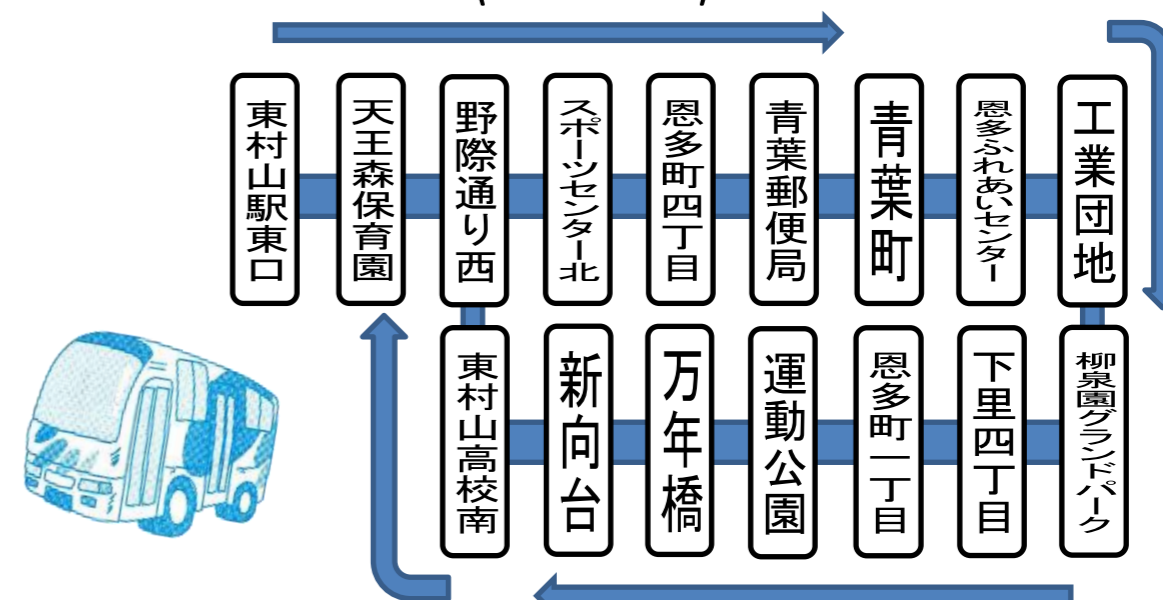 東村山駅東口
天王森保育園
野際通り西
スポーツセンター北
恩多町四丁目
青葉郵便局
青葉町
恩多ふれあいセンター
工業団地
柳泉園グランドパーク
下里四丁目
恩多町一丁目
運動公園
万年橋
新向台
東村山高校南